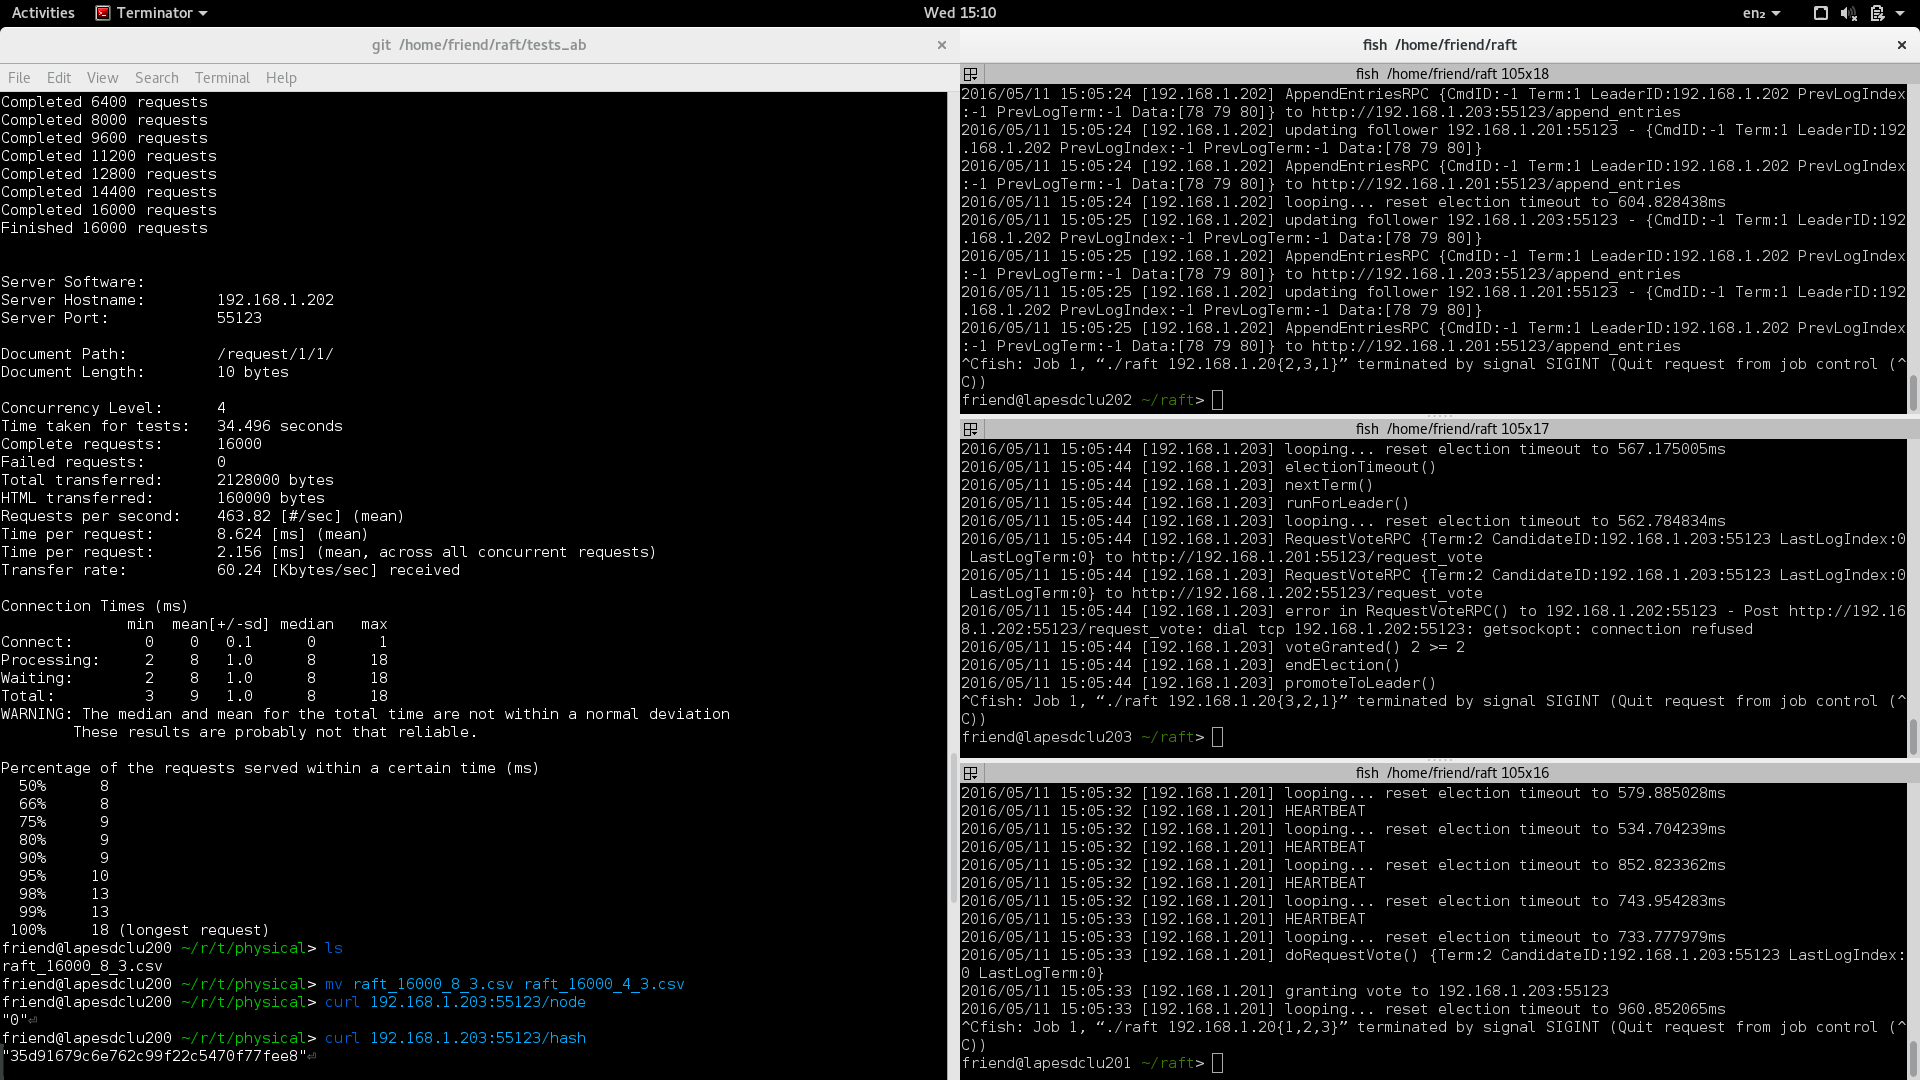 Activities Terminator Wed 15:10 en₂
git /home/friend/raft/tests_ab
File Edit View Search Terminal Help
Completed 6400 requests
Completed 8000 requests
Completed 9600 requests
Completed 11200 requests
Completed 12800 requests
Completed 14400 requests
Completed 16000 requests
Finished 16000 requests
Server Software:
Server Hostname: 192.168.1.202
Server Port: 55123
Document Path: /request/1/1/
Document Length: 10 bytes
Concurrency Level: 4
Time taken for tests: 34.496 seconds
Complete requests: 16000
Failed requests: 0
Total transferred: 2128000 bytes
HTML transferred: 160000 bytes
Requests per second: 463.82 [#/sec] (mean)
Time per request: 8.624 [ms] (mean)
Time per request: 2.156 [ms] (mean, across all concurrent requests)
Transfer rate: 60.24 [Kbytes/sec] received
Connection Times (ms)
min mean[+/-sd] median max
Connect: 0 0 0.1 0 1
Processing: 2 8 1.0 8 18
Waiting: 2 8 1.0 8 18
Total: 3 9 1.0 8 18
WARNING: The median and mean for the total time are not within a normal deviation
These results are probably not that reliable.
Percentage of the requests served within a certain time (ms)
50% 8
66% 8
75% 9
80% 9
90% 9
95% 10
98% 13
99% 13
100% 18 (longest request)
friend@lapesdclu200 ~/r/t/physical> ls
raft_16000_8_3.csv
friend@lapesdclu200 ~/r/t/physical> mv raft_16000_8_3.csv raft_16000_4_3.csv
friend@lapesdclu200 ~/r/t/physical> curl 192.168.1.203:55123/node
"0"⏎
friend@lapesdclu200 ~/r/t/physical> curl 192.168.1.203:55123/hash
"35d91679c6e762c99f22c5470f77fee8"⏎
fish /home/friend/raft
fish /home/friend/raft 105x18
2016/05/11 15:05:24 [192.168.1.202] AppendEntriesRPC {CmdID:-1 Term:1 LeaderID:192.168.1.202 PrevLogIndex
:-1 PrevLogTerm:-1 Data:[78 79 80]} to http://192.168.1.203:55123/append_entries
2016/05/11 15:05:24 [192.168.1.202] updating follower 192.168.1.201:55123 - {CmdID:-1 Term:1 LeaderID:192
.168.1.202 PrevLogIndex:-1 PrevLogTerm:-1 Data:[78 79 80]}
2016/05/11 15:05:24 [192.168.1.202] AppendEntriesRPC {CmdID:-1 Term:1 LeaderID:192.168.1.202 PrevLogIndex
:-1 PrevLogTerm:-1 Data:[78 79 80]} to http://192.168.1.201:55123/append_entries
2016/05/11 15:05:24 [192.168.1.202] looping... reset election timeout to 604.828438ms
2016/05/11 15:05:25 [192.168.1.202] updating follower 192.168.1.203:55123 - {CmdID:-1 Term:1 LeaderID:192
.168.1.202 PrevLogIndex:-1 PrevLogTerm:-1 Data:[78 79 80]}
2016/05/11 15:05:25 [192.168.1.202] AppendEntriesRPC {CmdID:-1 Term:1 LeaderID:192.168.1.202 PrevLogIndex
:-1 PrevLogTerm:-1 Data:[78 79 80]} to http://192.168.1.203:55123/append_entries
2016/05/11 15:05:25 [192.168.1.202] updating follower 192.168.1.201:55123 - {CmdID:-1 Term:1 LeaderID:192
.168.1.202 PrevLogIndex:-1 PrevLogTerm:-1 Data:[78 79 80]}
2016/05/11 15:05:25 [192.168.1.202] AppendEntriesRPC {CmdID:-1 Term:1 LeaderID:192.168.1.202 PrevLogIndex
:-1 PrevLogTerm:-1 Data:[78 79 80]} to http://192.168.1.201:55123/append_entries
^Cfish: Job 1, “./raft 192.168.1.20{2,3,1}” terminated by signal SIGINT (Quit request from job control (^
C))
friend@lapesdclu202 ~/raft>
fish /home/friend/raft 105x17
2016/05/11 15:05:44 [192.168.1.203] looping... reset election timeout to 567.175005ms
2016/05/11 15:05:44 [192.168.1.203] electionTimeout()
2016/05/11 15:05:44 [192.168.1.203] nextTerm()
2016/05/11 15:05:44 [192.168.1.203] runForLeader()
2016/05/11 15:05:44 [192.168.1.203] looping... reset election timeout to 562.784834ms
2016/05/11 15:05:44 [192.168.1.203] RequestVoteRPC {Term:2 CandidateID:192.168.1.203:55123 LastLogIndex:0
LastLogTerm:0} to http://192.168.1.201:55123/request_vote
2016/05/11 15:05:44 [192.168.1.203] RequestVoteRPC {Term:2 CandidateID:192.168.1.203:55123 LastLogIndex:0
LastLogTerm:0} to http://192.168.1.202:55123/request_vote
2016/05/11 15:05:44 [192.168.1.203] error in RequestVoteRPC() to 192.168.1.202:55123 - Post http://192.16
8.1.202:55123/request_vote: dial tcp 192.168.1.202:55123: getsockopt: connection refused
2016/05/11 15:05:44 [192.168.1.203] voteGranted() 2 >= 2
2016/05/11 15:05:44 [192.168.1.203] endElection()
2016/05/11 15:05:44 [192.168.1.203] promoteToLeader()
^Cfish: Job 1, “./raft 192.168.1.20{3,2,1}” terminated by signal SIGINT (Quit request from job control (^
C))
friend@lapesdclu203 ~/raft>
fish /home/friend/raft 105x16
2016/05/11 15:05:32 [192.168.1.201] looping... reset election timeout to 579.885028ms
2016/05/11 15:05:32 [192.168.1.201] HEARTBEAT
2016/05/11 15:05:32 [192.168.1.201] looping... reset election timeout to 534.704239ms
2016/05/11 15:05:32 [192.168.1.201] HEARTBEAT
2016/05/11 15:05:32 [192.168.1.201] looping... reset election timeout to 852.823362ms
2016/05/11 15:05:32 [192.168.1.201] HEARTBEAT
2016/05/11 15:05:32 [192.168.1.201] looping... reset election timeout to 743.954283ms
2016/05/11 15:05:33 [192.168.1.201] HEARTBEAT
2016/05/11 15:05:33 [192.168.1.201] looping... reset election timeout to 733.777979ms
2016/05/11 15:05:33 [192.168.1.201] doRequestVote() {Term:2 CandidateID:192.168.1.203:55123 LastLogIndex:
0 LastLogTerm:0}
2016/05/11 15:05:33 [192.168.1.201] granting vote to 192.168.1.203:55123
2016/05/11 15:05:33 [192.168.1.201] looping... reset election timeout to 960.852065ms
^Cfish: Job 1, “./raft 192.168.1.20{1,2,3}” terminated by signal SIGINT (Quit request from job control (^
C))
friend@lapesdclu201 ~/raft>